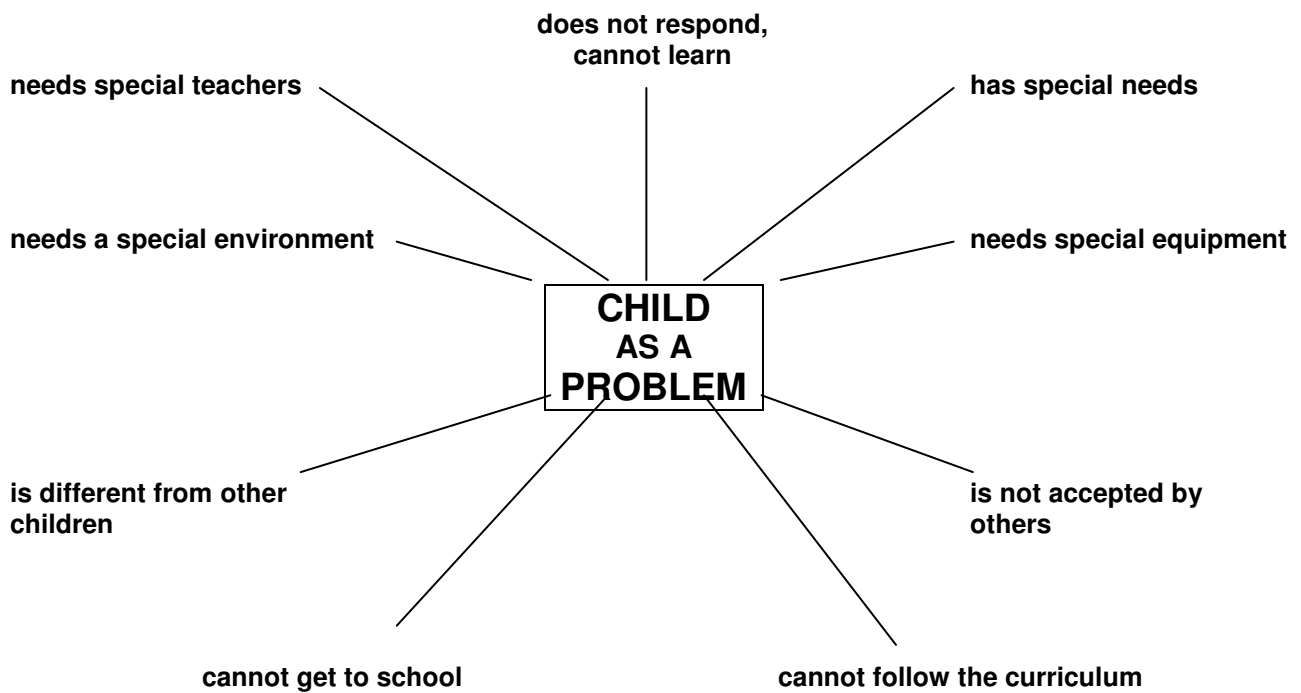 does not respond,
cannot learn
needs special teachers
has special needs
needs a special environment
needs special equipment
CHILD
AS A
PROBLEM
is different from other
children
is not accepted by
others
cannot get to school
cannot follow the curriculum